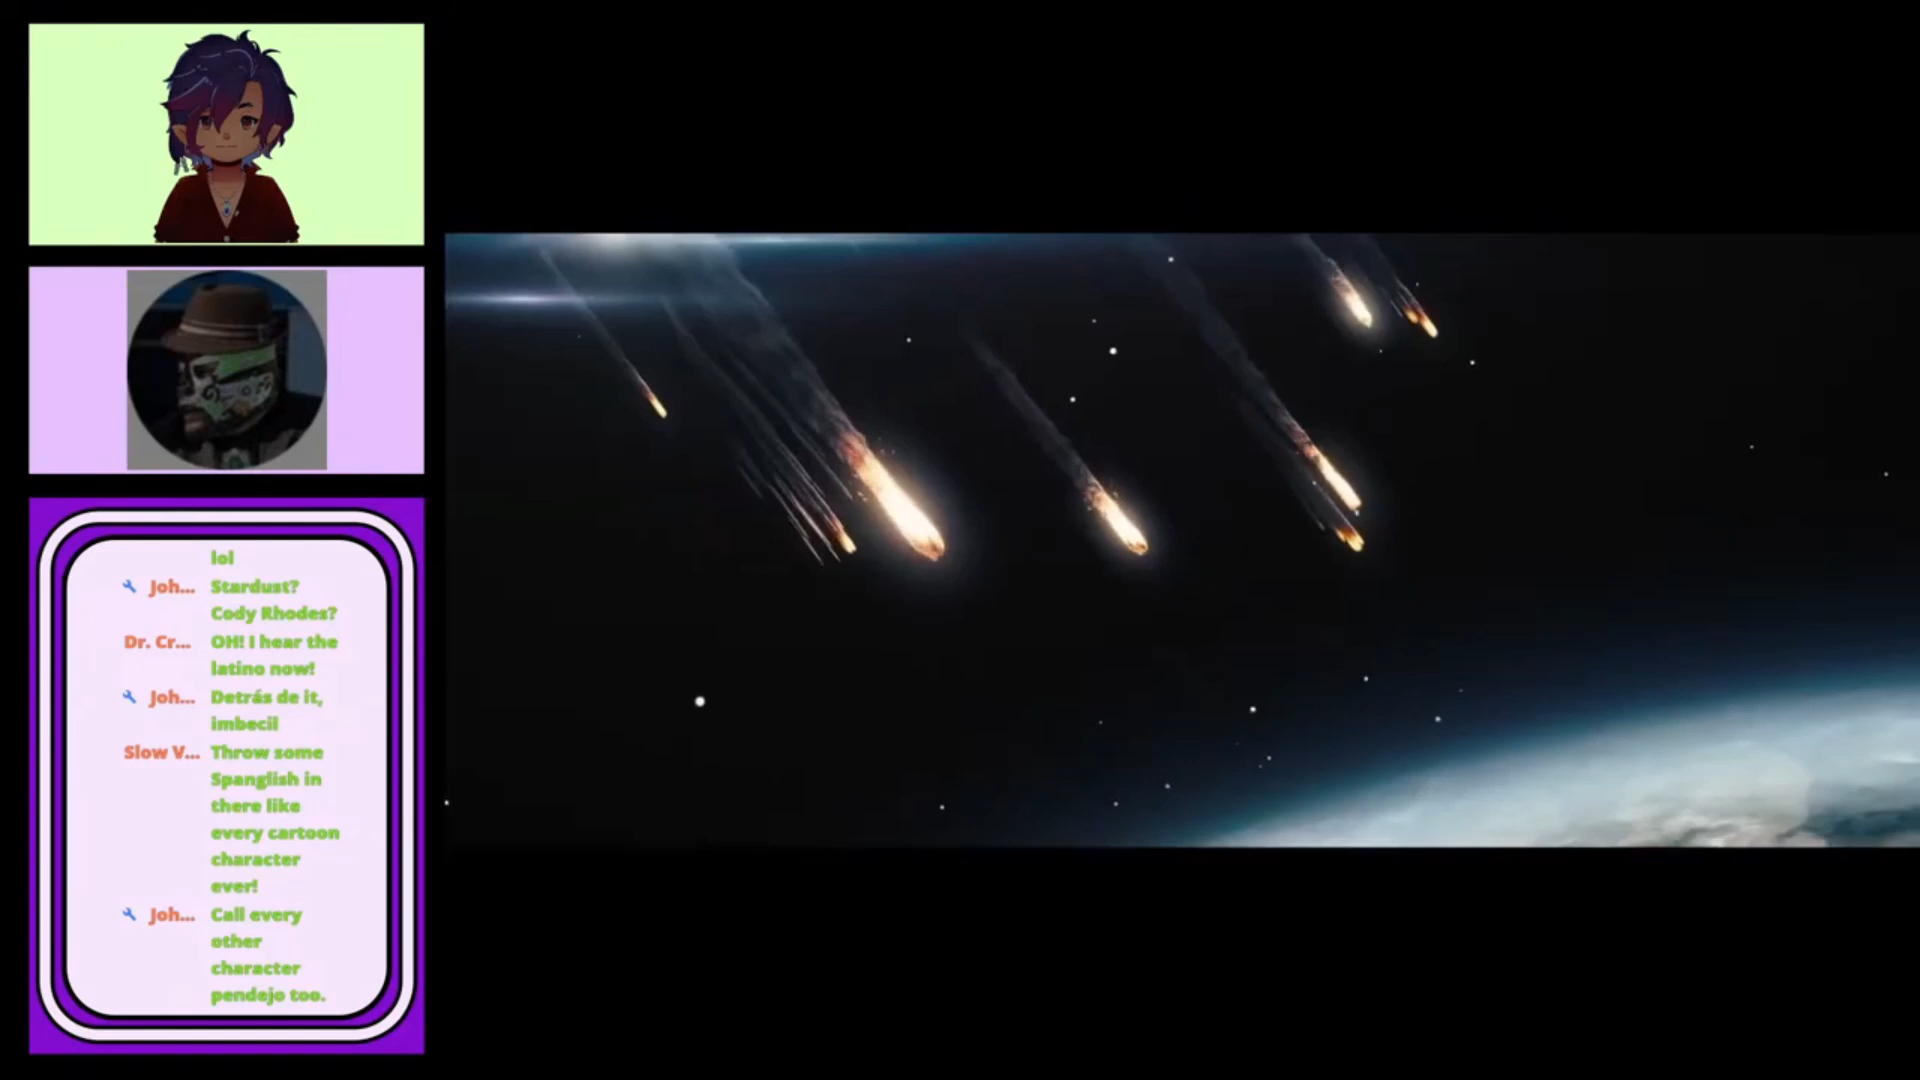 lol
Joh... Stardust?
Cody Rhodes?
Dr. Cr... OH! I hear the
latino now!
Joh... Detrás de it,
imbecil
Slow V... Throw some
Spanglish in
there like
every cartoon
character
ever!
Joh... Call every
other
character
pendejo too.